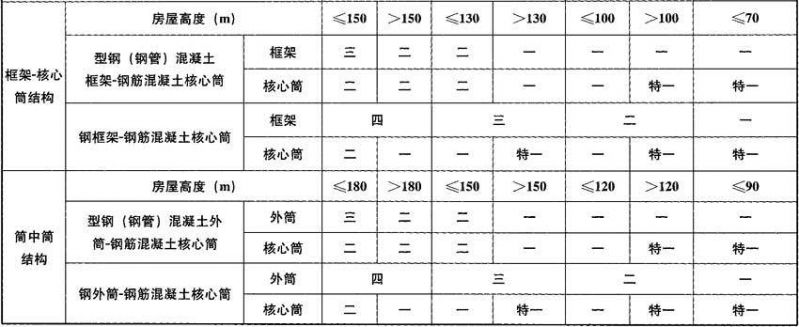 框架-核心筒结构
房屋高度（m） ≤150 >150 ≤130 >130 ≤100 >100 ≤70
型钢（钢管）混凝土框架-钢筋混凝土核心筒
框架 三 二 二 一 一 一 一
核心筒 二 二 二 一 一 特一 特一
钢框架-钢筋混凝土核心筒
框架 四 三 二 一
核心筒 二 一 一 特一 一 特一 特一
筒中筒结构
房屋高度（m） ≤180 >180 ≤150 >150 ≤120 >120 ≤90
型钢（钢管）混凝土外筒-钢筋混凝土核心筒
外筒 三 二 二 一 一 一 一
核心筒 二 二 二 一 一 特一 特一
钢外筒-钢筋混凝土核心筒
外筒 四 三 二 一
核心筒 二 一 一 特一 一 特一 特一